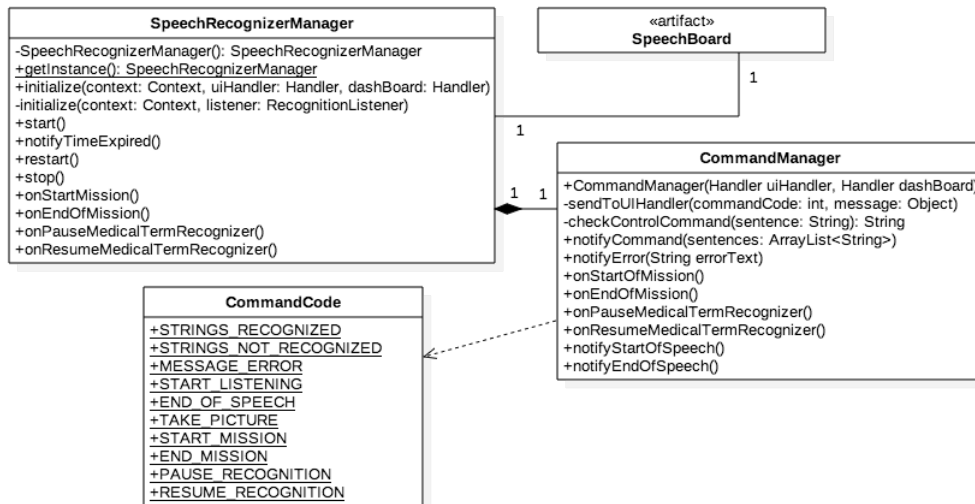 SpeechRecognizerManager
-SpeechRecognizerManager(): SpeechRecognizerManager
+getInstance(): SpeechRecognizerManager
+initialize(context: Context, uiHandler: Handler, dashBoard: Handler)
-initialize(context: Context, listener: RecognitionListener)
+start()
+notifyTimeExpired()
+restart()
+stop()
+onStartMission()
+onEndOfMission()
+onPauseMedicalTermRecognizer()
+onResumeMedicalTermRecognizer()
«artifact»
SpeechBoard
1
1
1
1
CommandManager
+CommandManager(Handler uiHandler, Handler dashBoard)
-sendToUIHandler(commandCode: int, message: Object)
-checkControlCommand(sentence: String): String
+notifyCommand(sentences: ArrayList<String>)
+notifyError(String errorText)
+onStartOfMission()
+onEndOfMission()
+onPauseMedicalTermRecognizer()
+onResumeMedicalTermRecognizer()
+notifyStartOfSpeech()
+notifyEndOfSpeech()
CommandCode
+STRINGS_RECOGNIZED
+STRINGS_NOT_RECOGNIZED
+MESSAGE_ERROR
+START_LISTENING
+END_OF_SPEECH
+TAKE_PICTURE
+START_MISSION
+END_MISSION
+PAUSE_RECOGNITION
+RESUME_RECOGNITION